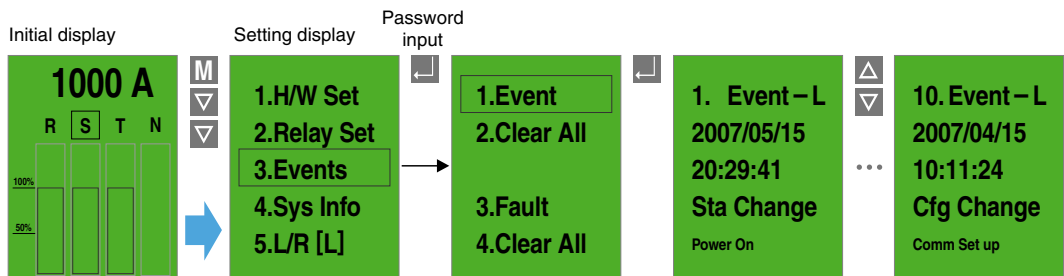 Initial display
1000 A
R S T N
100%
50%
M
Setting display
1.H/W Set
2.Relay Set
3.Events
4.Sys Info
5.L/R [L]
Password
input
1.Event
2.Clear All
3.Fault
4.Clear All
1. Event – L
2007/05/15
20:29:41
Sta Change
Power On
...
10. Event – L
2007/04/15
10:11:24
Cfg Change
Comm Set up